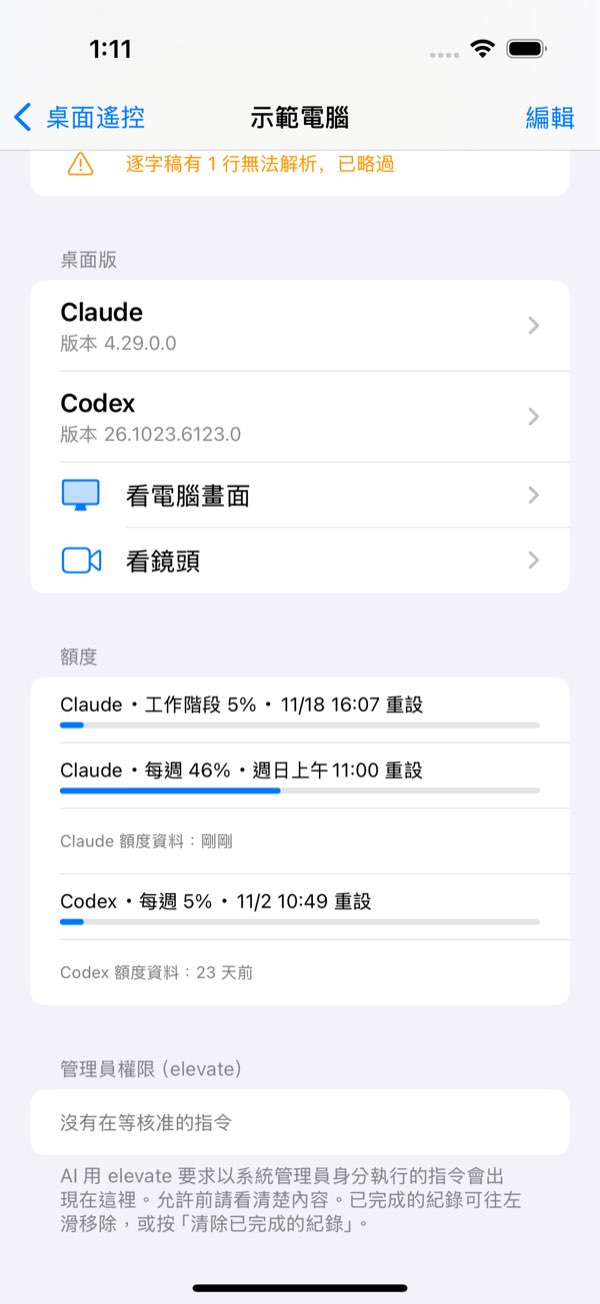 1:11
桌面遙控
示範電腦
編輯
逐字稿有 1 行無法解析，已略過
桌面版
Claude
版本 4.29.0.0
Codex
版本 26.1023.6123.0
看電腦畫面
看鏡頭
額度
Claude・工作階段 5%・11/18 16:07 重設
Claude・每週 46%・週日上午 11:00 重設
Claude 額度資料：剛剛
Codex・每週 5%・11/2 10:49 重設
Codex 額度資料：23 天前
管理員權限（elevate）
沒有在等核准的指令
AI 用 elevate 要求以系統管理員身分執行的指令會出
現在這裡。允許前請看清楚內容。已完成的紀錄可往左
滑移除，或按「清除已完成的紀錄」。